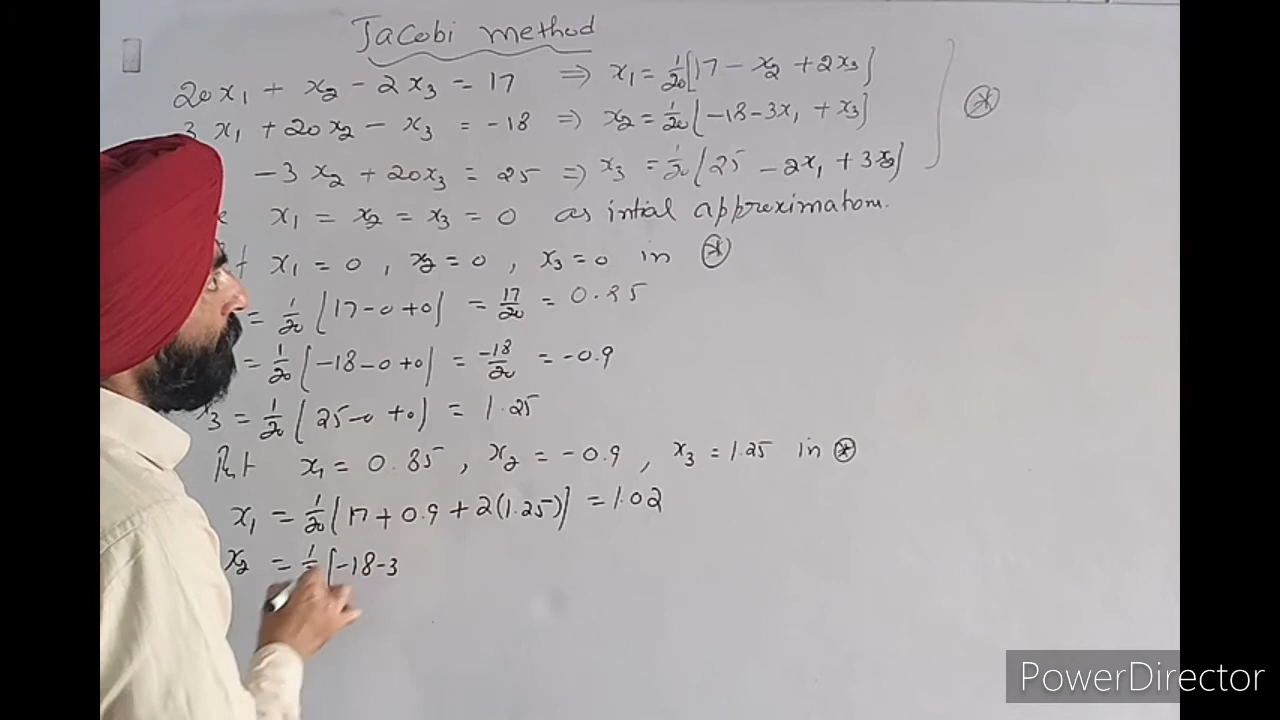 Jacobi method
20x₁ + x₂ - 2x₃ = 17 ⇒ x₁ = 1/20 [17 - x₂ + 2x₃]
3x₁ + 20x₂ - x₃ = -18 ⇒ x₂ = 1/20 [-18 - 3x₁ + x₃] ⊛
-3x₂ + 20x₃ = 25 ⇒ x₃ = 1/20 [25 - 2x₁ + 3x₂]
x₁ = x₂ = x₃ = 0 as intial approximatom.
x₁ = 0 , x₂ = 0 , x₃ = 0 in ⊛
= 1/20 [17-0+0] = 17/20 = 0.85
= 1/20 [-18-0+0] = -18/20 = -0.9
x₃ = 1/20 [25-0+0] = 1.25
Put x₁ = 0.85 , x₂ = -0.9 , x₃ = 1.25 in ⊛
x₁ = 1/20 [17 + 0.9 + 2(1.25)] = 1.02
x₂ = 1/ [-18-3
PowerDirector